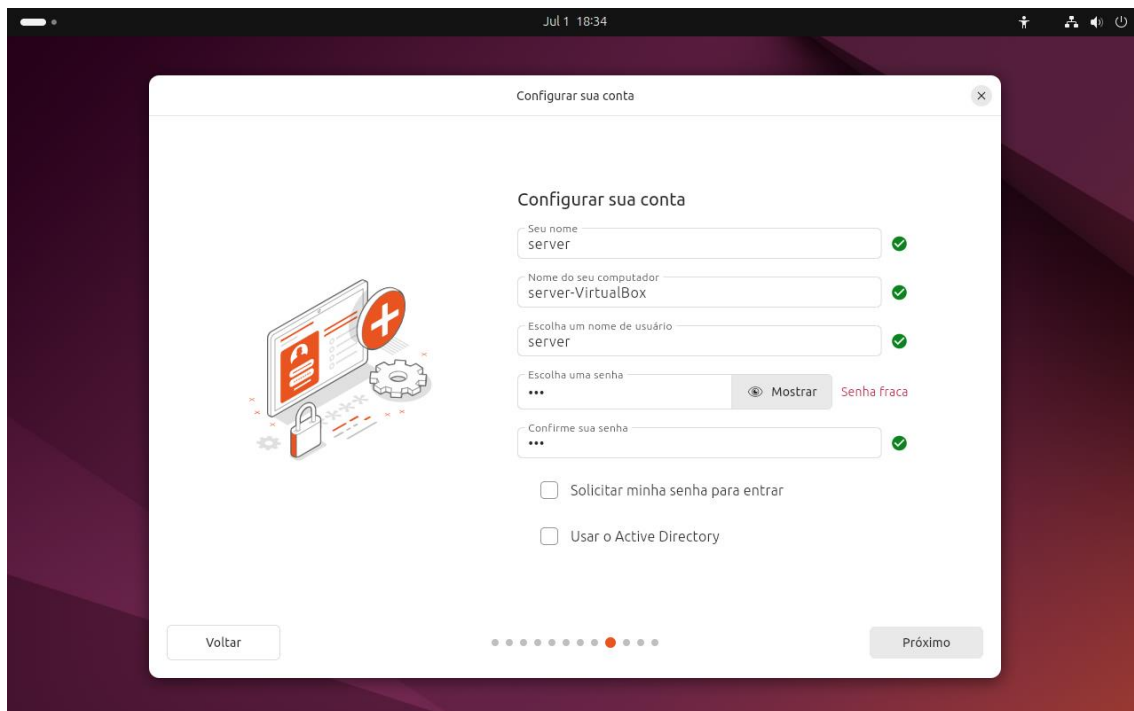 Jul 1 18:34
Configurar sua conta
Configurar sua conta
Seu nome
server
Nome do seu computador
server-VirtualBox
Escolha um nome de usuário
server
Escolha uma senha
••• Mostrar Senha fraca
Confirme sua senha
•••
Solicitar minha senha para entrar
Usar o Active Directory
Voltar Próximo